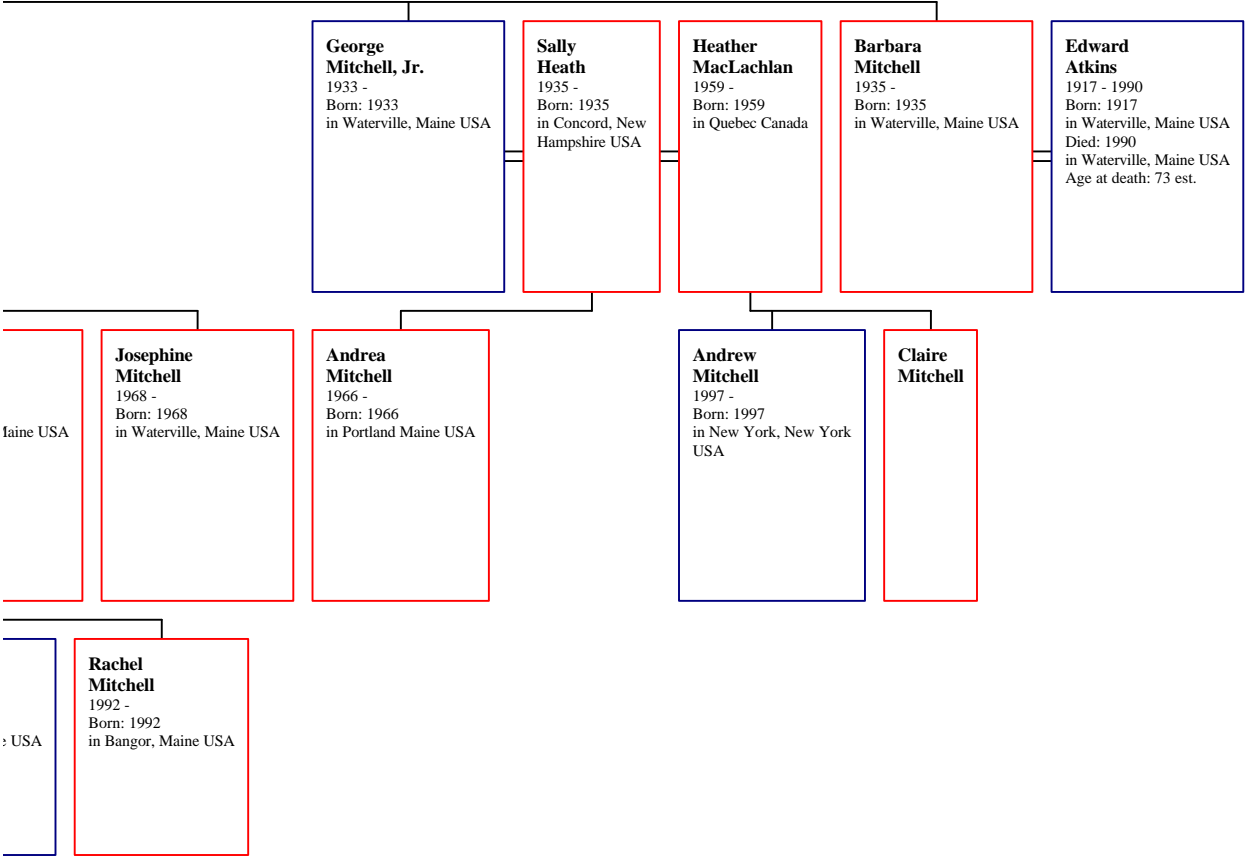 George
Mitchell, Jr.
1933 -
Born: 1933
in Waterville, Maine USA
Sally
Heath
1935 -
Born: 1935
in Concord, New
Hampshire USA
Heather
MacLachlan
1959 -
Born: 1959
in Quebec Canada
Barbara
Mitchell
1935 -
Born: 1935
in Waterville, Maine USA
Edward
Atkins
1917 - 1990
Born: 1917
in Waterville, Maine USA
Died: 1990
in Waterville, Maine USA
Age at death: 73 est.
USA
Josephine
Mitchell
1968 -
Born: 1968
in Waterville, Maine USA
Andrea
Mitchell
1966 -
Born: 1966
in Portland Maine USA
Andrew
Mitchell
1997 -
Born: 1997
in New York, New York
USA
Claire
Mitchell
USA
Rachel
Mitchell
1992 -
Born: 1992
in Bangor, Maine USA